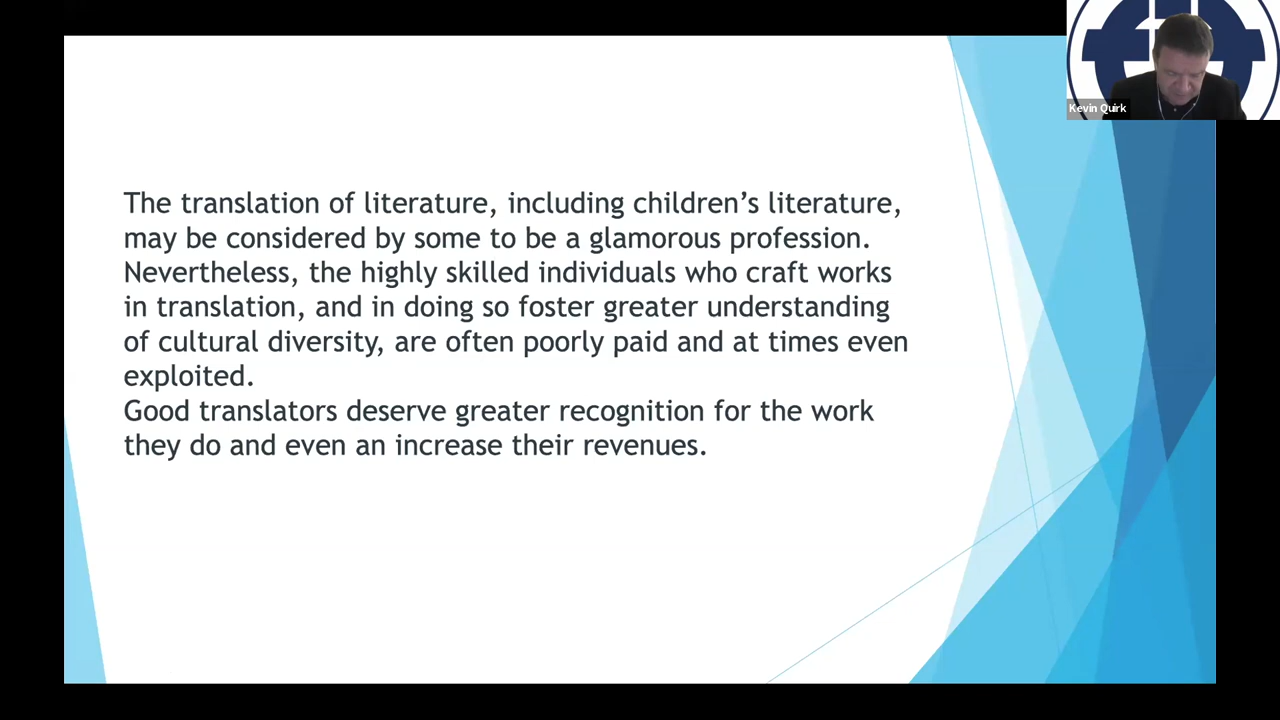 Kevin Quirk
The translation of literature, including children’s literature,
may be considered by some to be a glamorous profession.
Nevertheless, the highly skilled individuals who craft works
in translation, and in doing so foster greater understanding
of cultural diversity, are often poorly paid and at times even
exploited.
Good translators deserve greater recognition for the work
they do and even an increase their revenues.